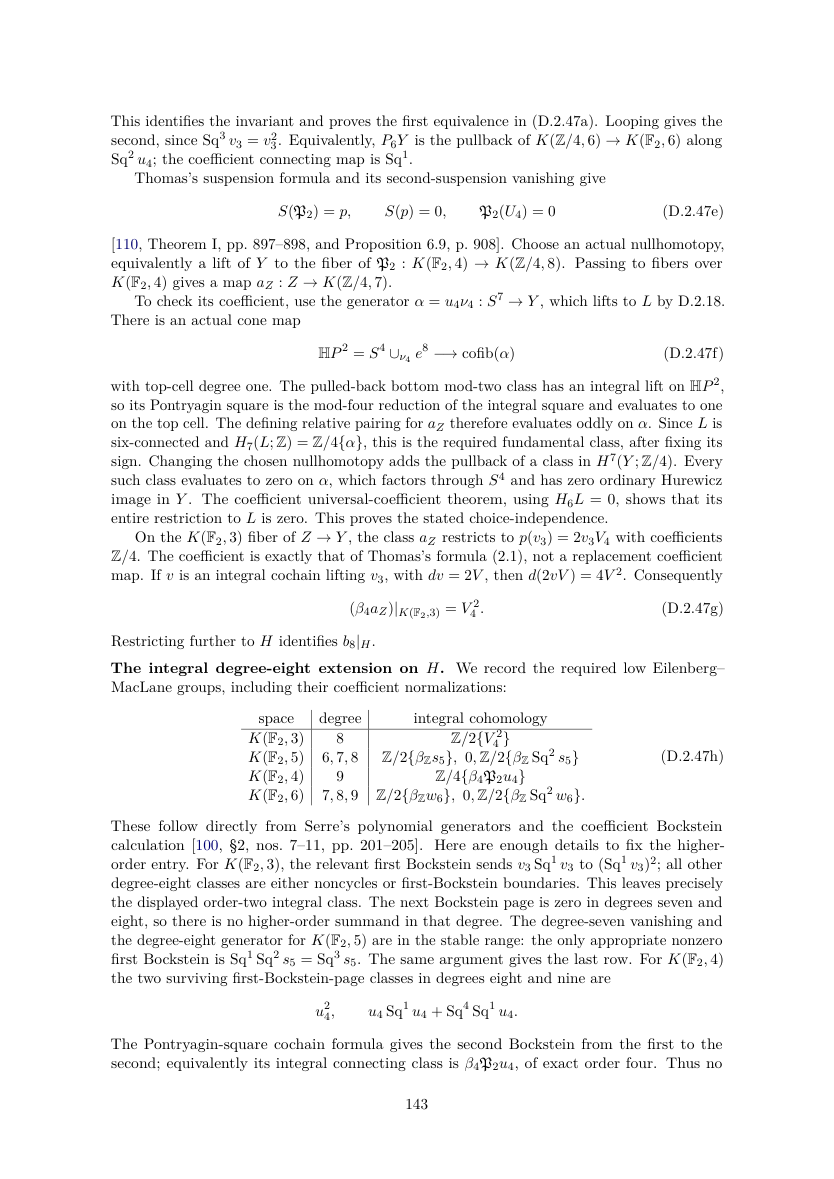 This identifies the invariant and proves the first equivalence in (D.2.47a). Looping gives the
second, since Sq³ v₃ = v₃². Equivalently, P₆Y is the pullback of K(ℤ/4, 6) → K(𝔽₂, 6) along
Sq² u₄; the coefficient connecting map is Sq¹.
Thomas's suspension formula and its second-suspension vanishing give
S(𝔓₂) = p, S(p) = 0, 𝔓₂(U₄) = 0 (D.2.47e)
[110, Theorem I, pp. 897–898, and Proposition 6.9, p. 908]. Choose an actual nullhomotopy,
equivalently a lift of Y to the fiber of 𝔓₂ : K(𝔽₂, 4) → K(ℤ/4, 8). Passing to fibers over
K(𝔽₂, 4) gives a map a_Z : Z → K(ℤ/4, 7).
To check its coefficient, use the generator α = u₄ν₄ : S⁷ → Y, which lifts to L by D.2.18.
There is an actual cone map
ℍP² = S⁴ ∪_ν₄ e⁸ ⟶ cofib(α) (D.2.47f)
with top-cell degree one. The pulled-back bottom mod-two class has an integral lift on ℍP²,
so its Pontryagin square is the mod-four reduction of the integral square and evaluates to one
on the top cell. The defining relative pairing for a_Z therefore evaluates oddly on α. Since L is
six-connected and H₇(L; ℤ) = ℤ/4{α}, this is the required fundamental class, after fixing its
sign. Changing the chosen nullhomotopy adds the pullback of a class in H⁷(Y; ℤ/4). Every
such class evaluates to zero on α, which factors through S⁴ and has zero ordinary Hurewicz
image in Y. The coefficient universal-coefficient theorem, using H₆L = 0, shows that its
entire restriction to L is zero. This proves the stated choice-independence.
On the K(𝔽₂, 3) fiber of Z → Y, the class a_Z restricts to p(v₃) = 2v₃V₄ with coefficients
ℤ/4. The coefficient is exactly that of Thomas's formula (2.1), not a replacement coefficient
map. If v is an integral cochain lifting v₃, with dv = 2V, then d(2vV) = 4V². Consequently
(β₄a_Z)|_K(𝔽₂,3) = V₄². (D.2.47g)
Restricting further to H identifies b₈|_H.
The integral degree-eight extension on H. We record the required low Eilenberg–
MacLane groups, including their coefficient normalizations:
space degree integral cohomology
K(𝔽₂, 3) 8 ℤ/2{V₄²}
K(𝔽₂, 5) 6, 7, 8 ℤ/2{β_ℤs₅}, 0, ℤ/2{β_ℤ Sq² s₅} (D.2.47h)
K(𝔽₂, 4) 9 ℤ/4{β₄𝔓₂u₄}
K(𝔽₂, 6) 7, 8, 9 ℤ/2{β_ℤw₆}, 0, ℤ/2{β_ℤ Sq² w₆}.
These follow directly from Serre's polynomial generators and the coefficient Bockstein
calculation [100, §2, nos. 7–11, pp. 201–205]. Here are enough details to fix the higher-
order entry. For K(𝔽₂, 3), the relevant first Bockstein sends v₃ Sq¹ v₃ to (Sq¹ v₃)²; all other
degree-eight classes are either noncycles or first-Bockstein boundaries. This leaves precisely
the displayed order-two integral class. The next Bockstein page is zero in degrees seven and
eight, so there is no higher-order summand in that degree. The degree-seven vanishing and
the degree-eight generator for K(𝔽₂, 5) are in the stable range: the only appropriate nonzero
first Bockstein is Sq¹ Sq² s₅ = Sq³ s₅. The same argument gives the last row. For K(𝔽₂, 4)
the two surviving first-Bockstein-page classes in degrees eight and nine are
u₄², u₄ Sq¹ u₄ + Sq⁴ Sq¹ u₄.
The Pontryagin-square cochain formula gives the second Bockstein from the first to the
second; equivalently its integral connecting class is β₄𝔓₂u₄, of exact order four. Thus no
143